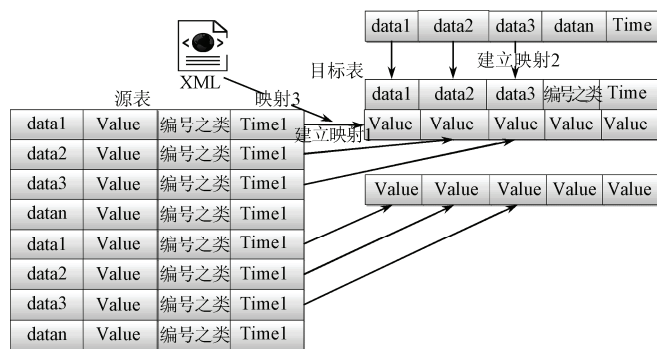 data1 data2 data3 datan Time
建立映射2
XML
目标表
data1 data2 data3 编号之类 Time
源表 映射3
Valuc Valuc Valuc Valuc Valuc
建立映射1
data1 Valuc 编号之类 Time1
data2 Value 编号之类 Time1
data3 Value 编号之类 Time1
datan Value 编号之类 Time1
data1 Value 编号之类 Time1
data2 Value 编号之类 Time1
data3 Value 编号之类 Time1
datan Value 编号之类 Time1
Value Value Value Value Value